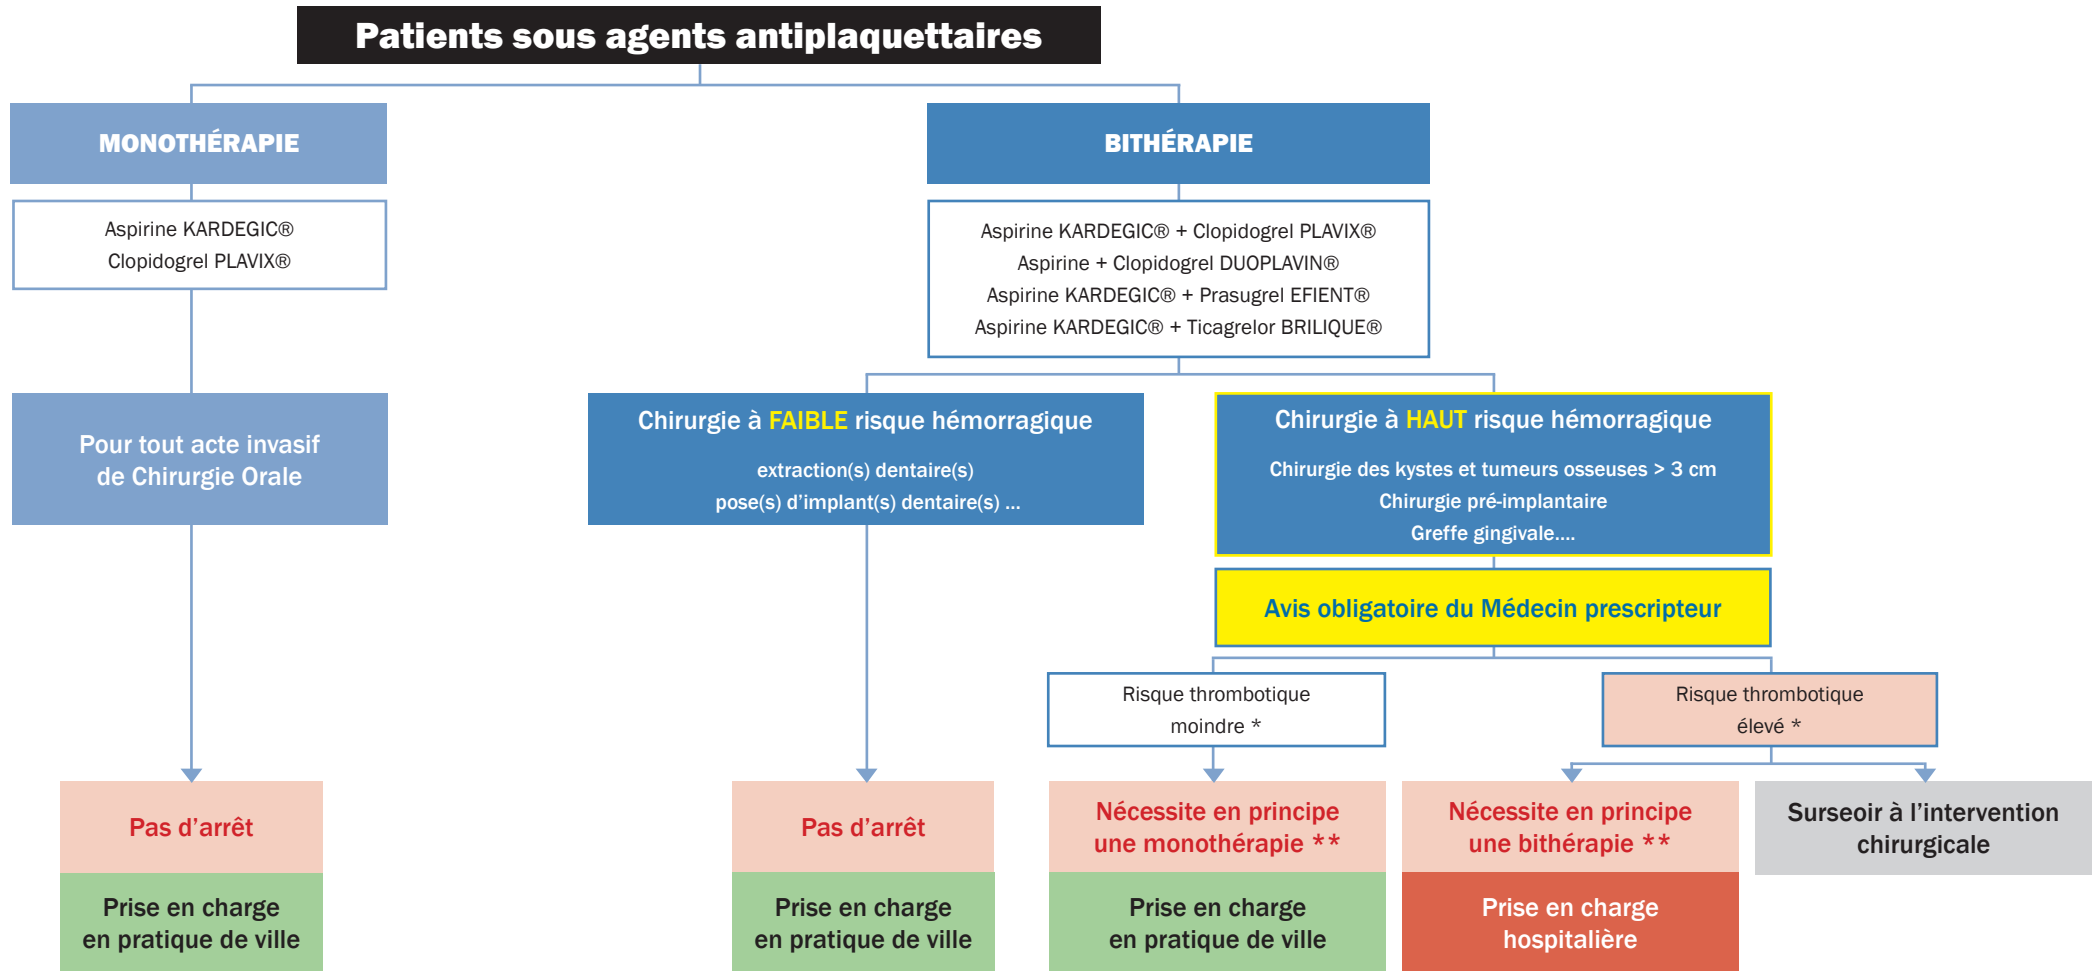 Patients sous agents antiplaquettaires
MONOTHÉRAPIE
Aspirine KARDEGIC®
Clopidogrel PLAVIX®
Pour tout acte invasif
de Chirurgie Orale
Pas d’arrêt
Prise en charge
en pratique de ville
BITHÉRAPIE
Aspirine KARDEGIC® + Clopidogrel PLAVIX®
Aspirine + Clopidogrel DUOPLAVIN®
Aspirine KARDEGIC® + Prasugrel EFIENT®
Aspirine KARDEGIC® + Ticagrelor BRILIQUE®
Chirurgie à FAIBLE risque hémorragique
extraction(s) dentaire(s)
pose(s) d’implant(s) dentaire(s) ...
Pas d’arrêt
Prise en charge
en pratique de ville
Chirurgie à HAUT risque hémorragique
Chirurgie des kystes et tumeurs osseuses > 3 cm
Chirurgie pré-implantaire
Greffe gingivale....
Avis obligatoire du Médecin prescripteur
Risque thrombotique
moindre *
Nécessite en principe
une monothérapie **
Prise en charge
en pratique de ville
Risque thrombotique
élevé *
Nécessite en principe
une bithérapie **
Prise en charge
hospitalière
Surseoir à l’intervention
chirurgicale